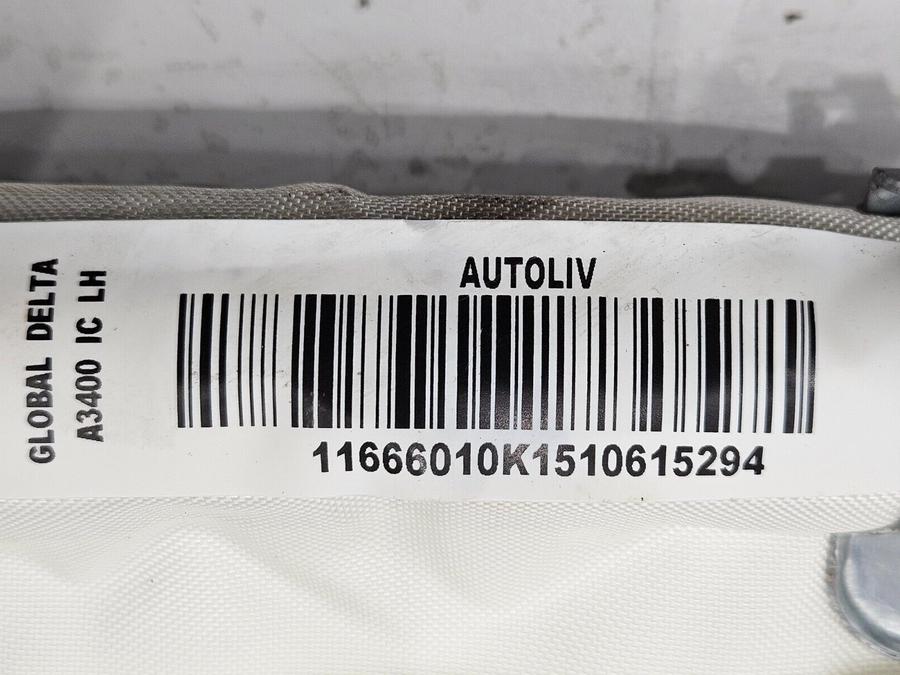 GLOBAL DELTA
A3400 IC LH
AUTOLIV
11666010K1510615294